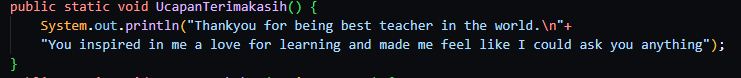 public static void UcapanTerimakasih() {
    System.out.println("Thankyou for being best teacher in the world.\n"+
    "You inspired in me a love for learning and made me feel like I could ask you anything");
}